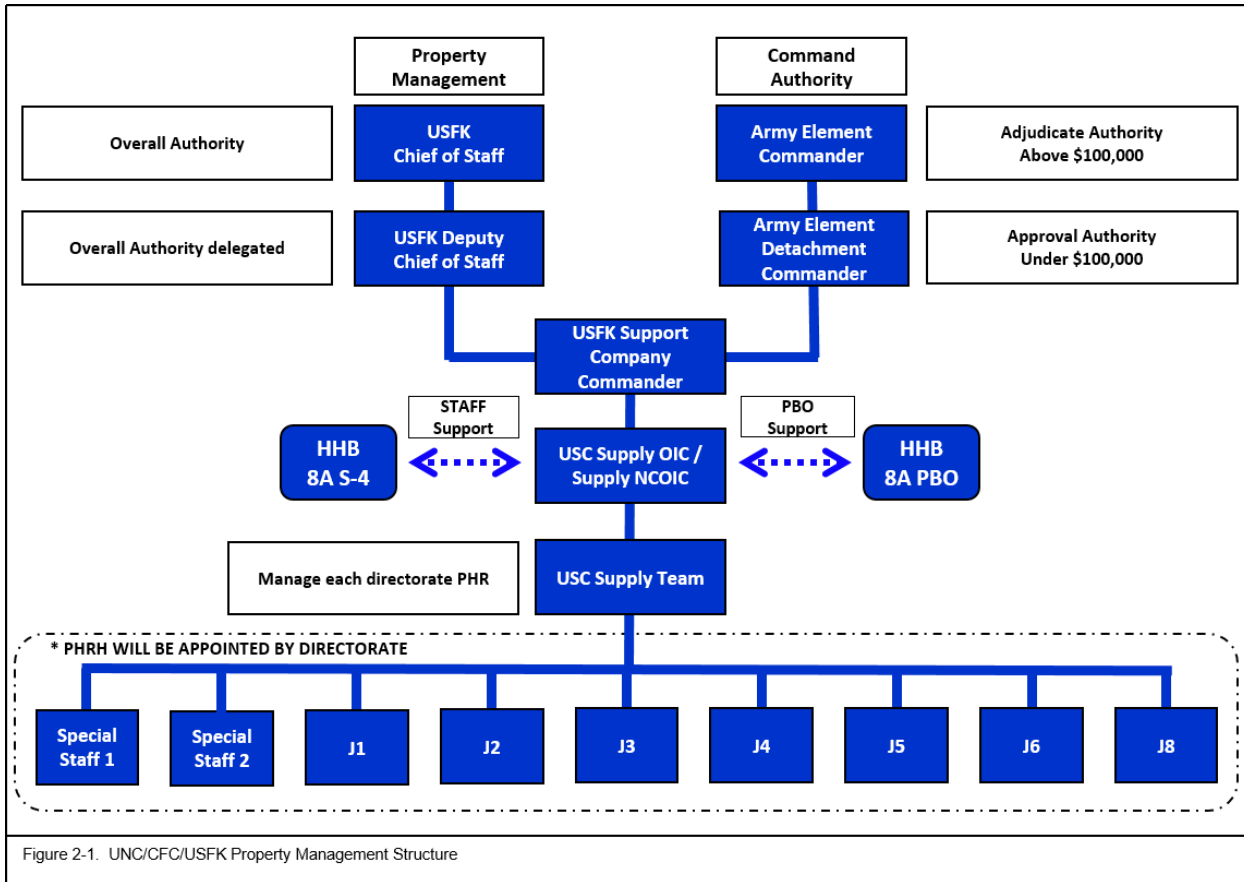 Property
Management
Command
Authority
Overall Authority
USFK
Chief of Staff
Army Element
Commander
Adjudicate Authority
Above $100,000
Overall Authority delegated
USFK Deputy
Chief of Staff
Army Element
Detachment
Commander
Approval Authority
Under $100,000
USFK Support
Company
Commander
STAFF
Support
PBO
Support
HHB
8A S-4
USC Supply OIC /
Supply NCOIC
HHB
8A PBO
Manage each directorate PHR
USC Supply Team
* PHRH WILL BE APPOINTED BY DIRECTORATE
Special
Staff 1
Special
Staff 2
J1
J2
J3
J4
J5
J6
J8
Figure 2-1. UNC/CFC/USFK Property Management Structure